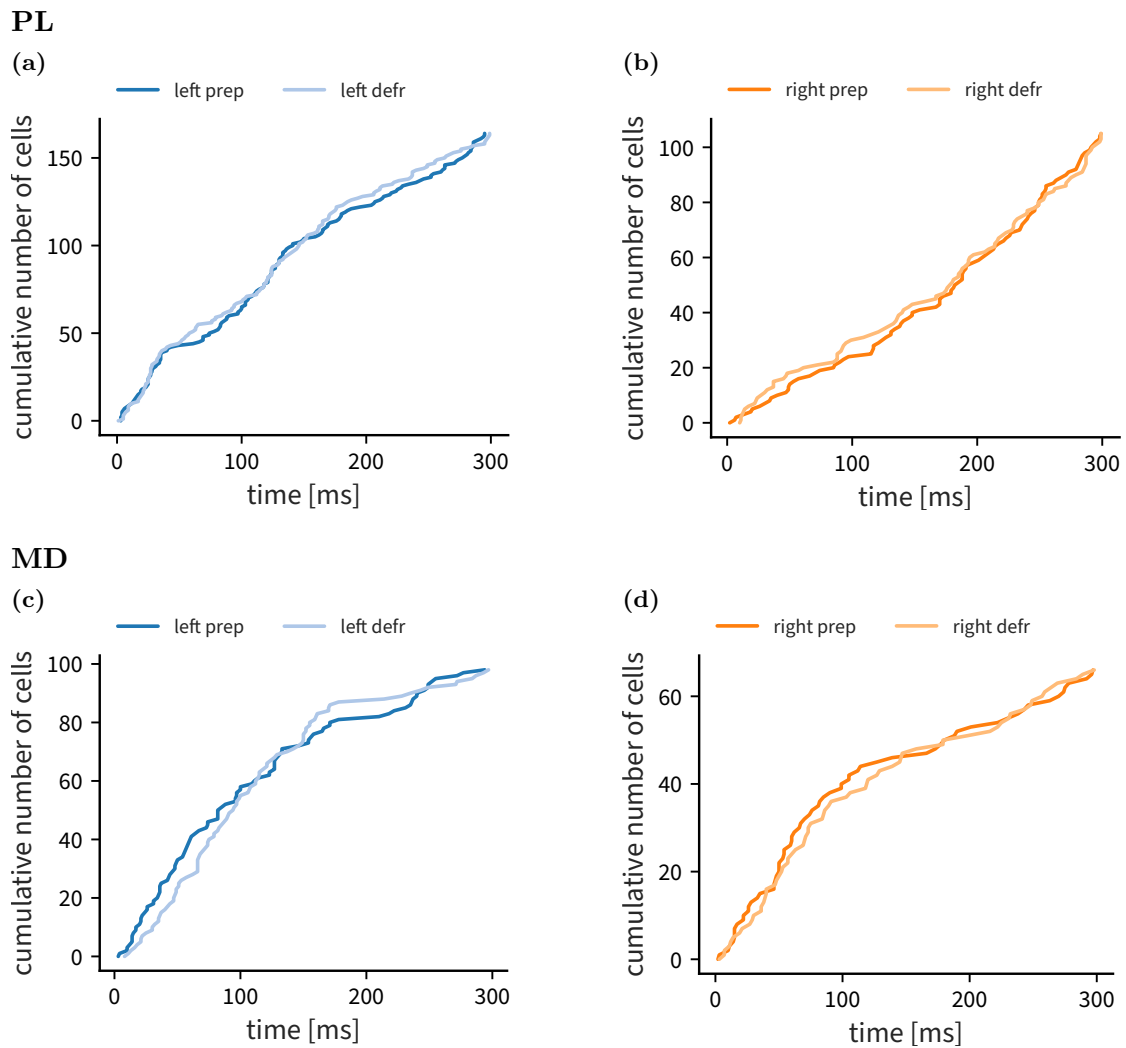 PL
(a)
left prep left defr
cumulative number of cells
150
100
50
0
0 100 200 300
time [ms]
(b)
right prep right defr
cumulative number of cells
100
80
60
40
20
0
0 100 200 300
time [ms]
MD
(c)
left prep left defr
cumulative number of cells
100
80
60
40
20
0
0 100 200 300
time [ms]
(d)
right prep right defr
cumulative number of cells
60
40
20
0
0 100 200 300
time [ms]